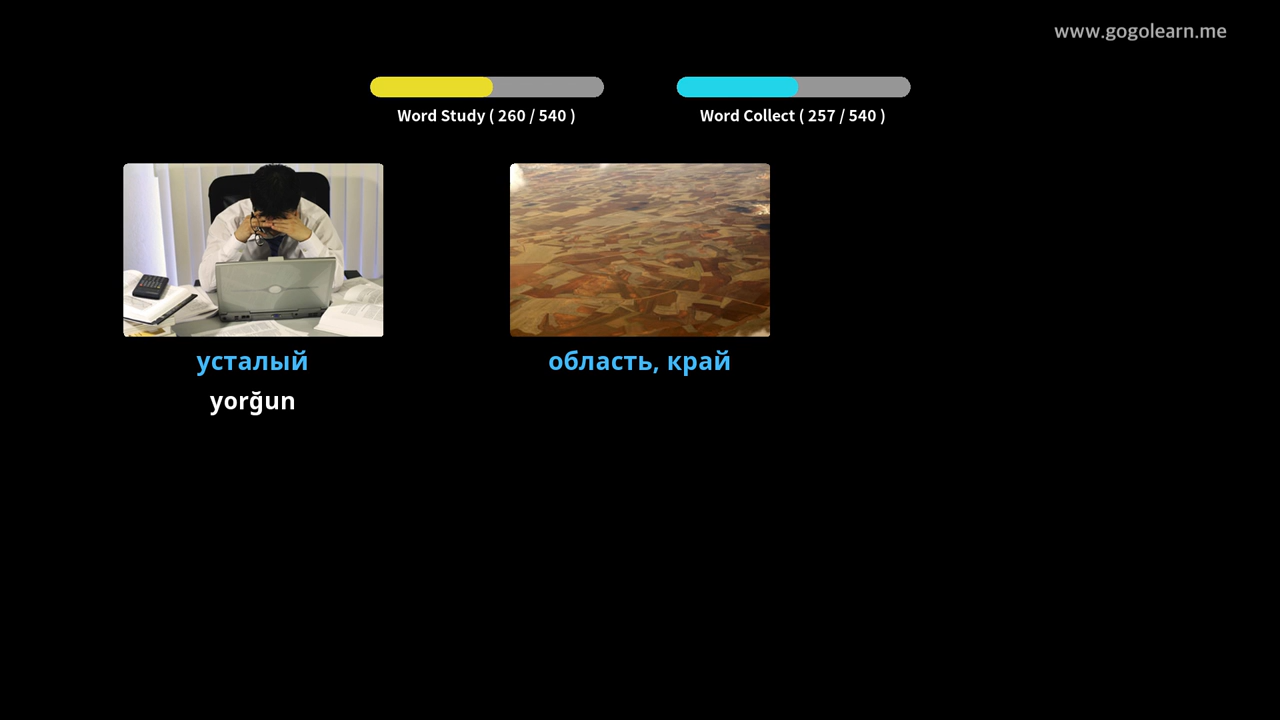 www.gogolearn.me
Word Study ( 260 / 540 )
Word Collect ( 257 / 540 )
усталый
yorğun
область, край